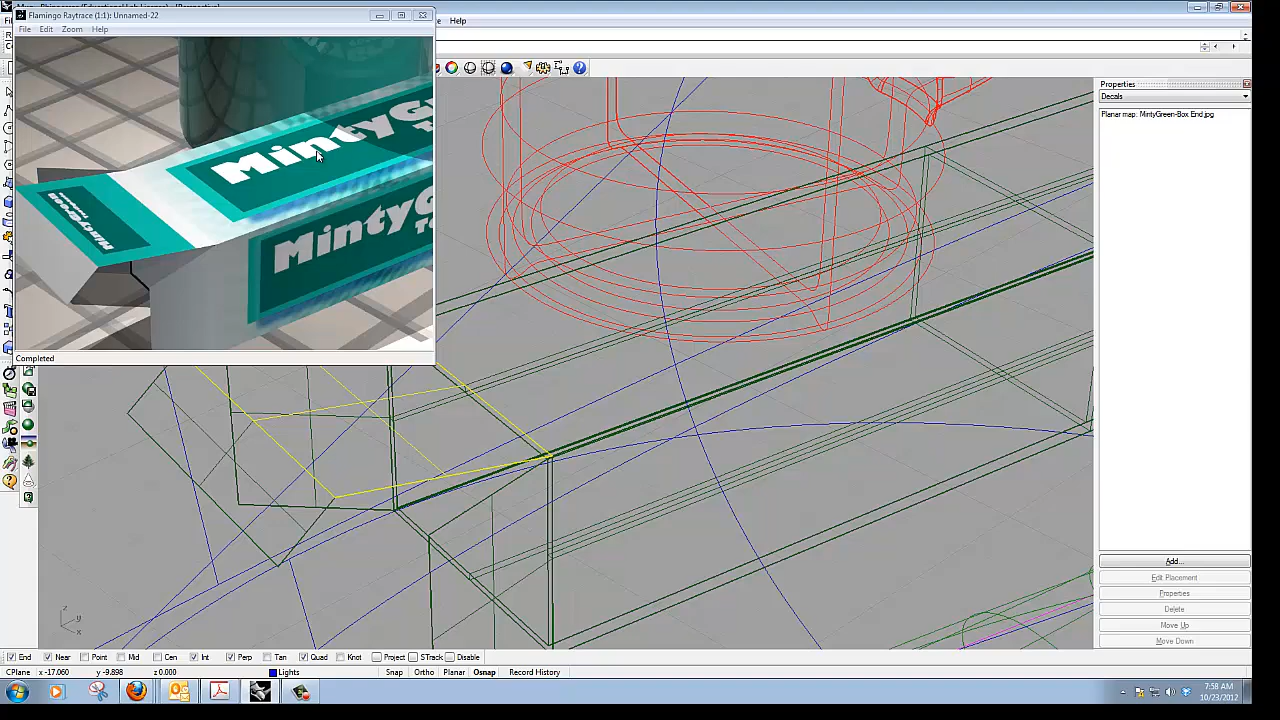 Flamingo Raytrace (1:1): Unnamed-22
File Edit Zoom Help
Help
MintyG
MintyG
Minty
Green
Completed
Properties
Decals
Planar map: MintyGreen-Box End.jpg
Add...
Edit Placement
Properties
Delete
Move Up
Move Down
z
y
x
End Near Point Mid Cen Int Perp Tan Quad Knot Project STrack Disable
CPlane x -17.060 y -9.898 z 0.000 Lights Snap Ortho Planar Osnap Record History
7:58 AM
10/23/2012